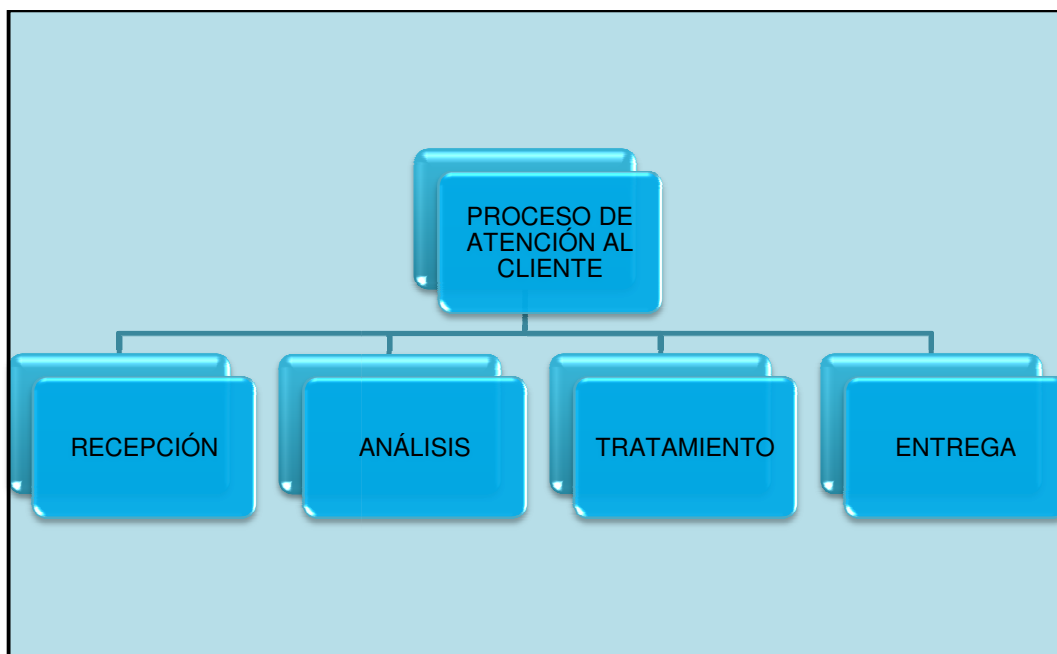 PROCESO DE
ATENCIÓN AL
CLIENTE
RECEPCIÓN
ANÁLISIS
TRATAMIENTO
ENTREGA